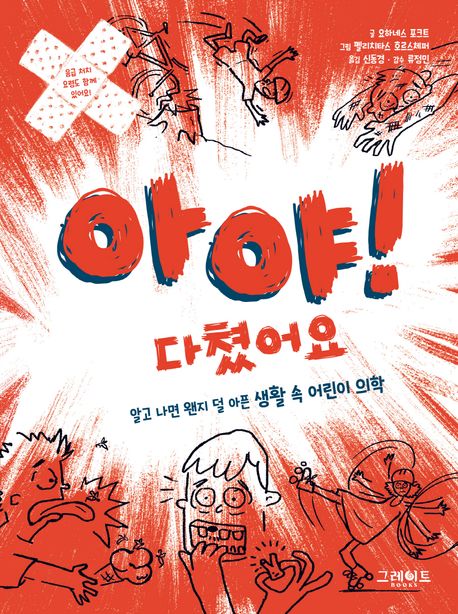 응급 처치
요령도 함께
있어요!
글 요하네스 포크트
그림 펠리치타스 호르스체퍼
옮김 신동경 · 감수 류정민
아야!
다쳤어요
알고 나면 왠지 덜 아픈 생활 속 어린이 의학
그레이트
BOOKS